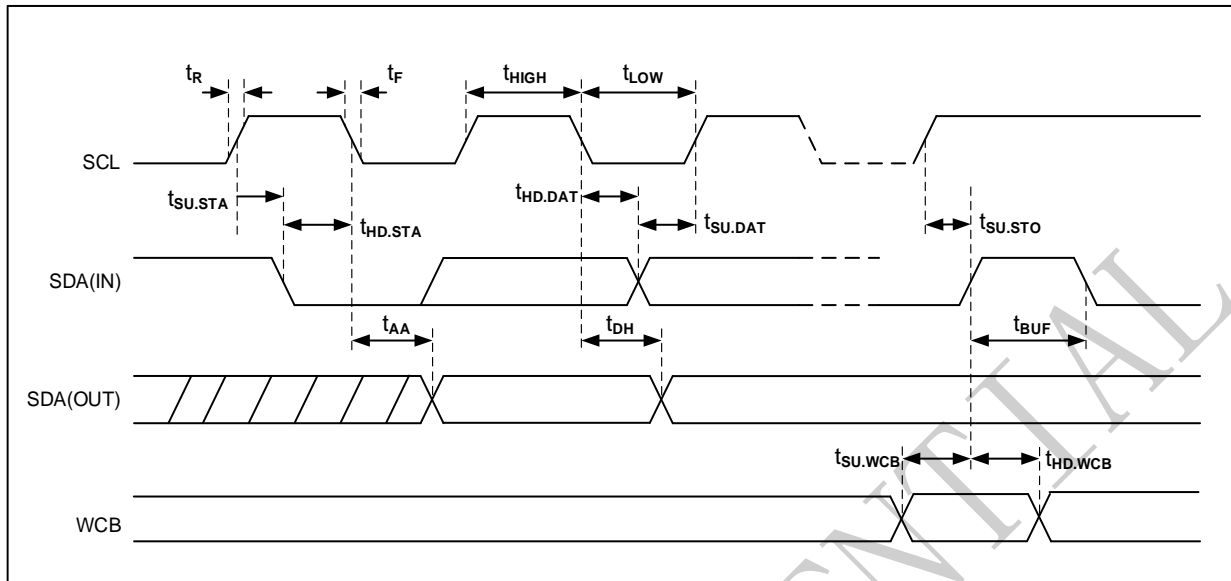 tR
tF
tHIGH
tLOW
SCL
tSU.STA
tHD.STA
tHD.DAT
tSU.DAT
tSU.STO
SDA(IN)
tAA
tDH
tBUF
SDA(OUT)
tSU.WCB
tHD.WCB
WCB
NTIAL